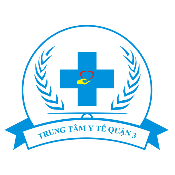 TRUNG TÂM Y TẾ QUẬN 3